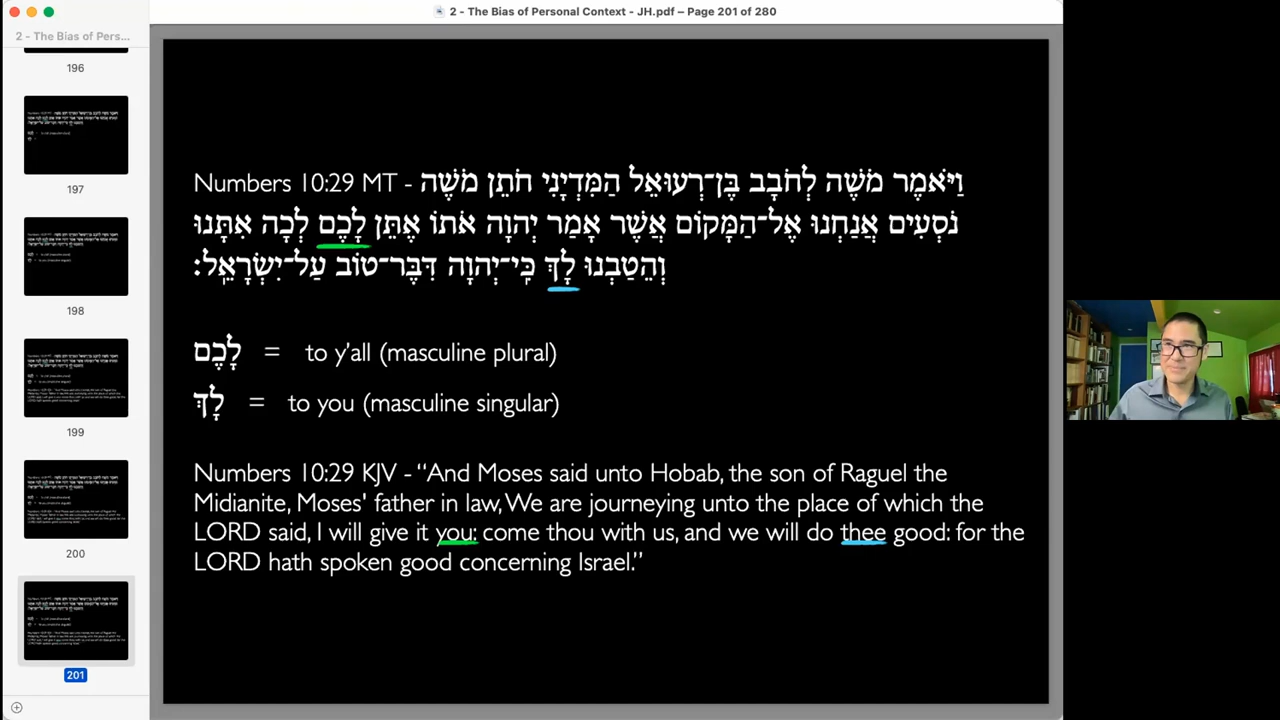 2 - The Bias of Personal Context - JH.pdf – Page 201 of 280
2 - The Bias of Pers...
196
197
198
199
200
201
Numbers 10:29 MT - וַיֹּאמֶר מֹשֶׁה לְחֹבָב בֶּן־רְעוּאֵל הַמִּדְיָנִי חֹתֵן מֹשֶׁה
נֹסְעִים אֲנַחְנוּ אֶל־הַמָּקוֹם אֲשֶׁר אָמַר יְהוָה אֹתוֹ אֶתֵּן לָכֶם לְכָה אִתָּנוּ
וְהֵטַבְנוּ לָךְ כִּי־יְהוָה דִּבֶּר־טוֹב עַל־יִשְׂרָאֵל׃
לָכֶם = to y'all (masculine plural)
לָךְ = to you (masculine singular)
Numbers 10:29 KJV - “And Moses said unto Hobab, the son of Raguel the
Midianite, Moses' father in law, We are journeying unto the place of which the
LORD said, I will give it you: come thou with us, and we will do thee good: for the
LORD hath spoken good concerning Israel.”